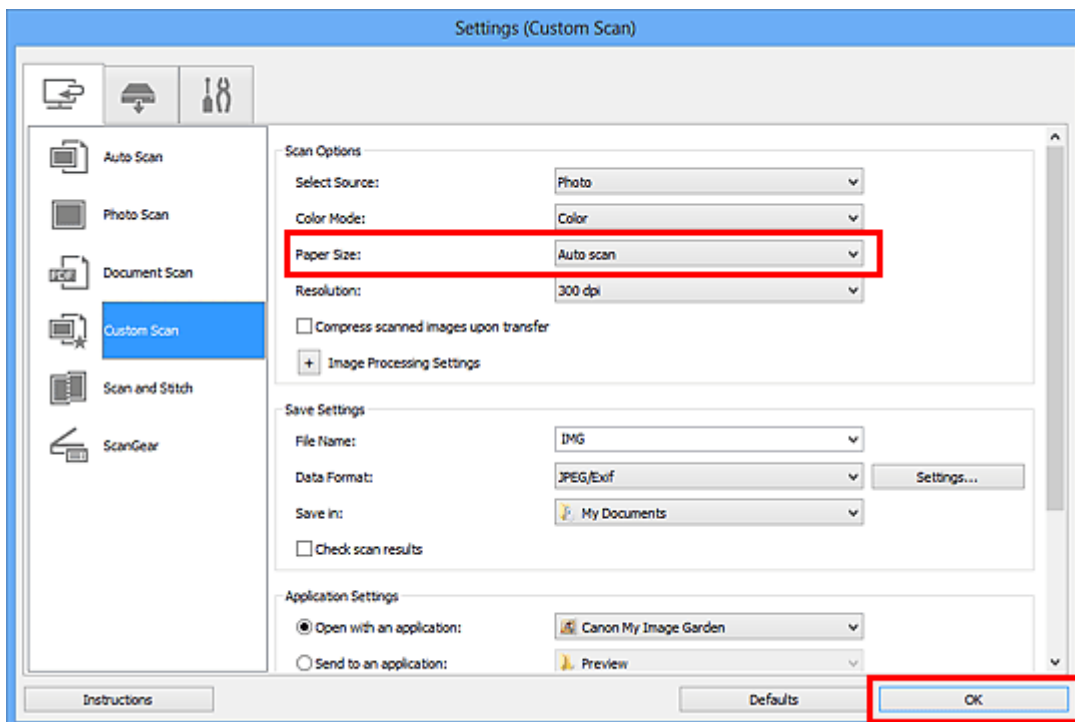 Settings (Custom Scan)
Auto Scan
Photo Scan
Document Scan
Custom Scan
Scan and Stitch
ScanGear
Scan Options
Select Source: Photo
Color Mode: Color
Paper Size: Auto scan
Resolution: 300 dpi
Compress scanned images upon transfer
+ Image Processing Settings
Save Settings
File Name: IMG
Data Format: JPEG/Exif Settings...
Save in: My Documents
Check scan results
Application Settings
Open with an application: Canon My Image Garden
Send to an application: Preview
Instructions Defaults OK